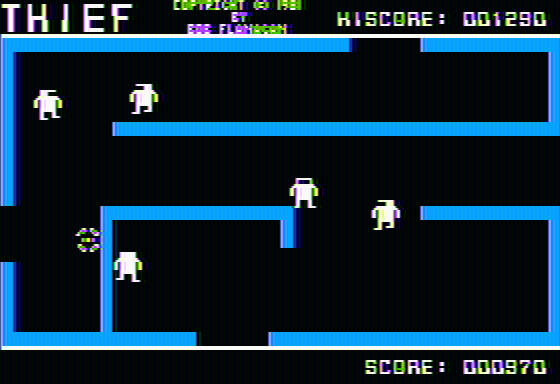 THIEF
COPYRIGHT (C) 1981
BY
BOB FLANAGAN
HISCORE: 001290
SCORE: 000970